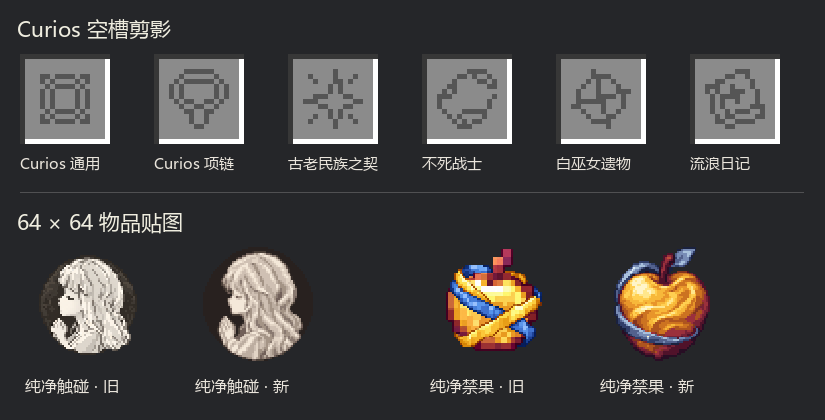 Curios 空槽剪影
Curios 通用
Curios 项链
古老民族之契
不死战士
白巫女遗物
流浪日记
64 × 64 物品贴图
纯净触碰 · 旧
纯净触碰 · 新
纯净禁果 · 旧
纯净禁果 · 新